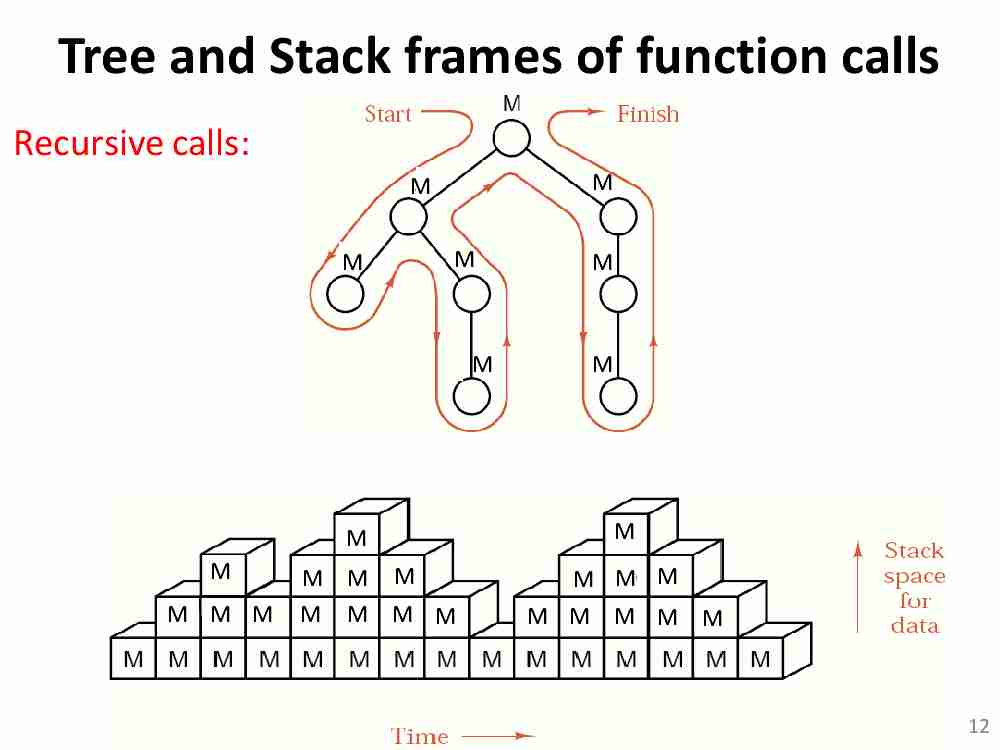 Tree and Stack frames of function calls
Recursive calls:
Start M Finish
M M
M M M
M M
M M
M M M M M M M
M M M M M M M M M M M M
M M M M M M M M M M M M M M M
Stack
space
for
data
Time
12